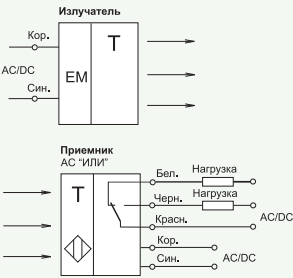 Излучатель
Кор.
AC/DC
Син.
EM
T
Приемник
АС “ИЛИ”
T
Бел.
Нагрузка
Черн.
Нагрузка
Красн.
AC/DC
Кор.
Син.
AC/DC